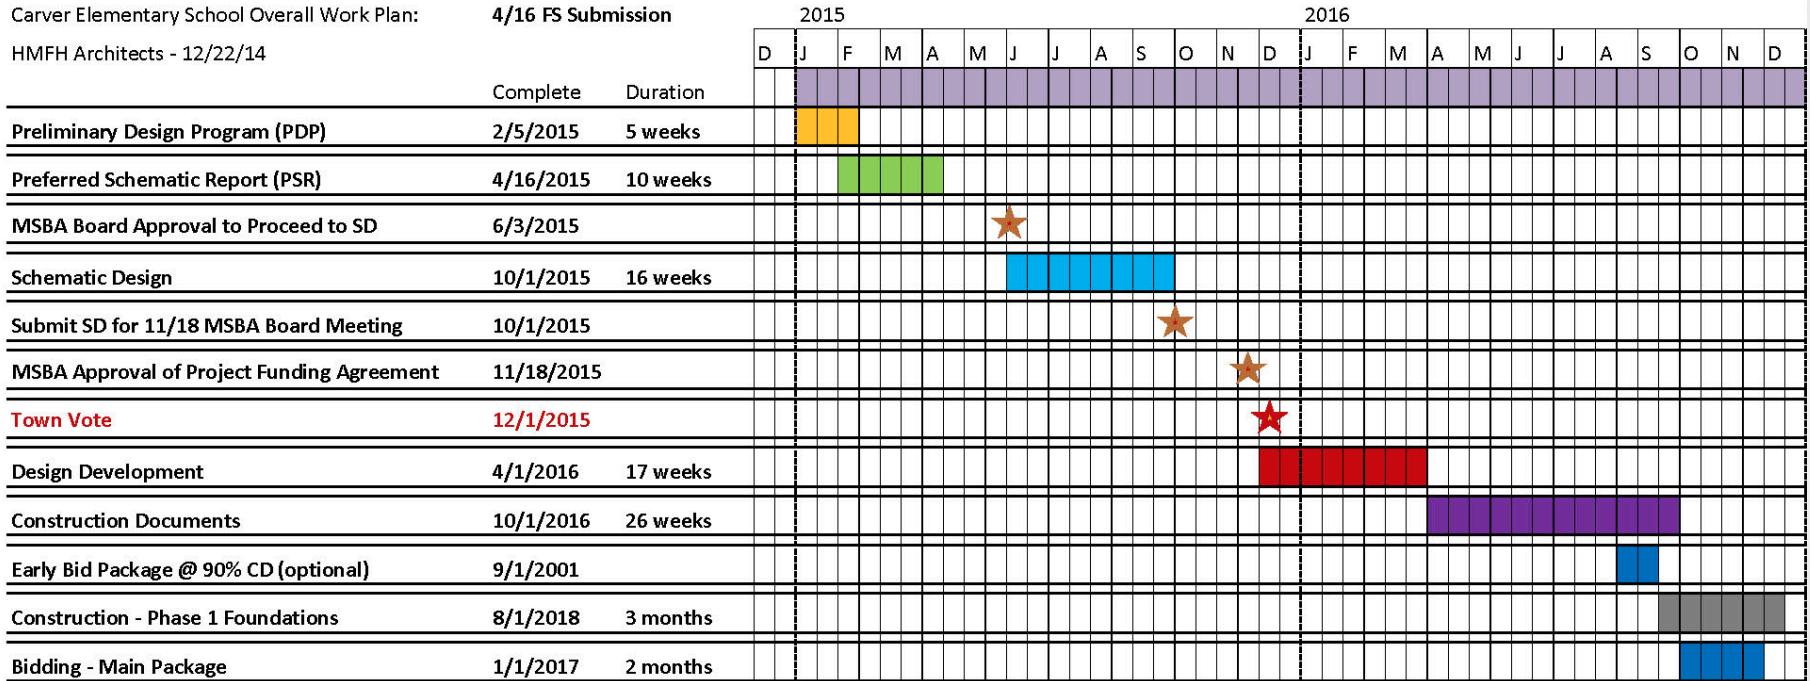 Carver Elementary School Overall Work Plan: 4/16 FS Submission 2015 2016
HMFH Architects - 12/22/14 D J F M A M J J A S O N D J F M A M J J A S O N D
Complete Duration
Preliminary Design Program (PDP) 2/5/2015 5 weeks
Preferred Schematic Report (PSR) 4/16/2015 10 weeks
MSBA Board Approval to Proceed to SD 6/3/2015
Schematic Design 10/1/2015 16 weeks
Submit SD for 11/18 MSBA Board Meeting 10/1/2015
MSBA Approval of Project Funding Agreement 11/18/2015
Town Vote 12/1/2015
Design Development 4/1/2016 17 weeks
Construction Documents 10/1/2016 26 weeks
Early Bid Package @ 90% CD (optional) 9/1/2001
Construction - Phase 1 Foundations 8/1/2018 3 months
Bidding - Main Package 1/1/2017 2 months